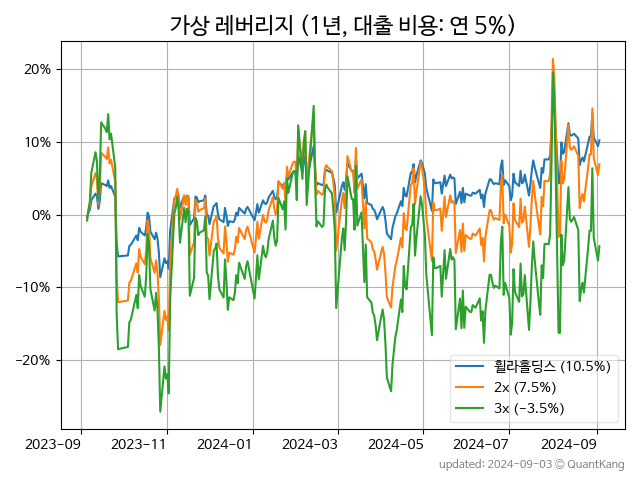 가상 레버리지 (1년, 대출 비용: 연 5%)
20%
10%
0%
−10%
−20%
휠라홀딩스 (10.5%)
2x (7.5%)
3x (−3.5%)
2023-09 2023-11 2024-01 2024-03 2024-05 2024-07 2024-09
updated: 2024-09-03 © QuantKang